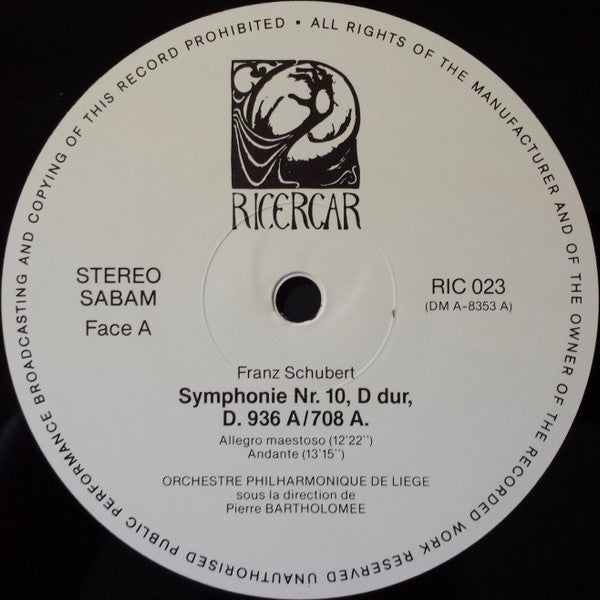 ALL RIGHTS OF THE MANUFACTURER AND OF THE OWNER OF THE RECORDED WORK RESERVED UNAUTHORISED PUBLIC PERFORMANCE BROADCASTING AND COPYING OF THIS RECORD PROHIBITED •
RICERCAR
STEREO
SABAM
Face A
RIC 023
(DM A-8353 A)
Franz Schubert
Symphonie Nr. 10, D dur,
D. 936 A/708 A.
Allegro maestoso (12'22'')
Andante (13'15'')
ORCHESTRE PHILHARMONIQUE DE LIEGE
sous la direction de
Pierre BARTHOLOMEE